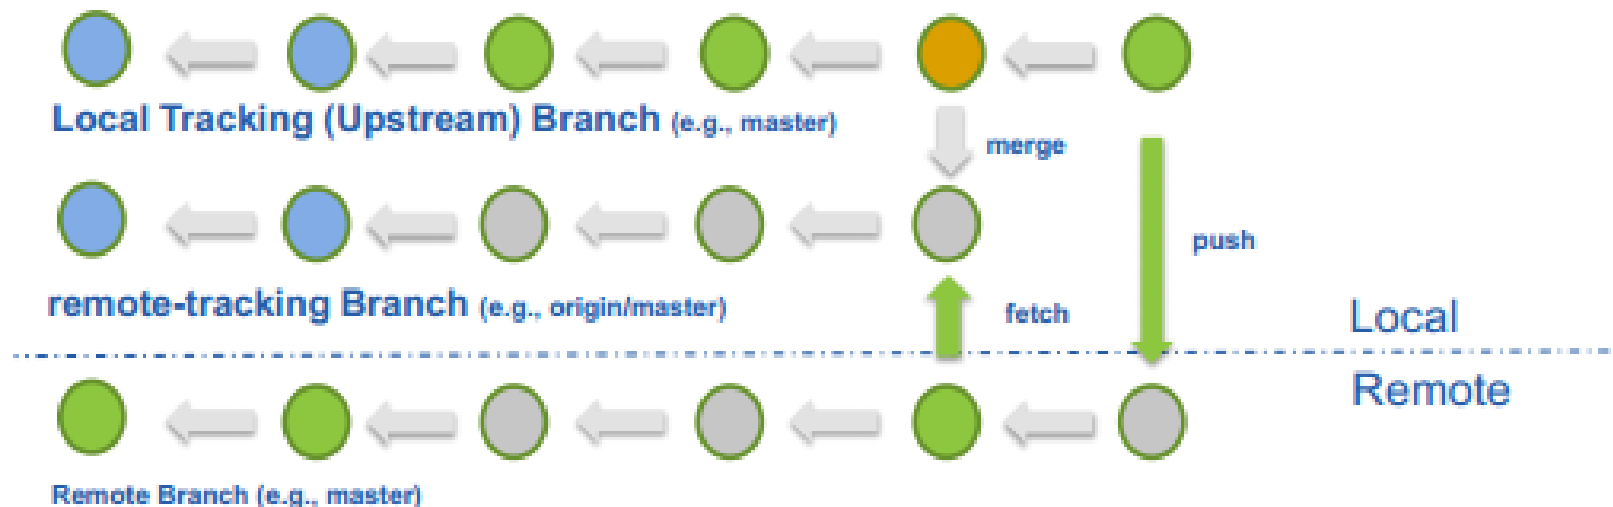 Local Tracking (Upstream) Branch (e.g., master)
merge
push
remote-tracking Branch (e.g., origin/master)
fetch
Local
Remote
Remote Branch (e.g., master)